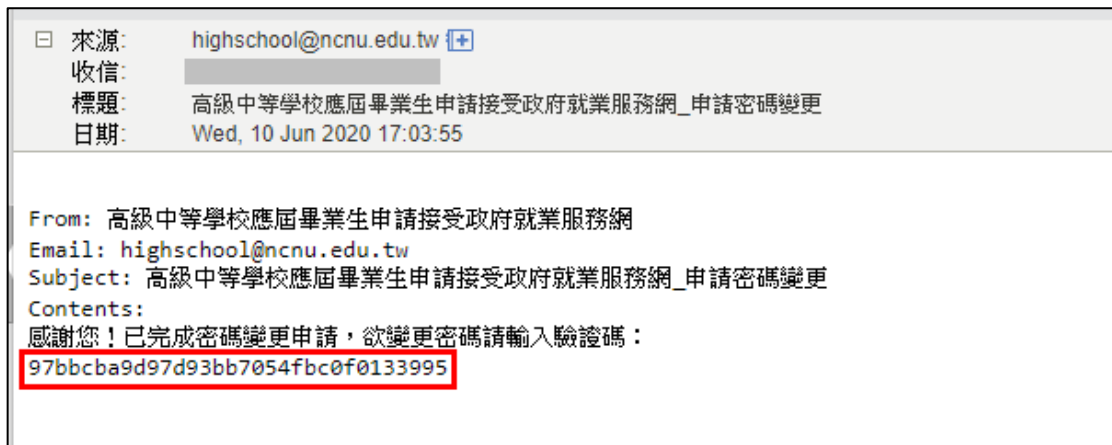 來源: highschool@ncnu.edu.tw
收信:
標題: 高級中等學校應屆畢業生申請接受政府就業服務網_申請密碼變更
日期: Wed, 10 Jun 2020 17:03:55
From: 高級中等學校應屆畢業生申請接受政府就業服務網
Email: highschool@ncnu.edu.tw
Subject: 高級中等學校應屆畢業生申請接受政府就業服務網_申請密碼變更
Contents:
感謝您！已完成密碼變更申請，欲變更密碼請輸入驗證碼：
97bbcba9d97d93bb7054fbc0f0133995